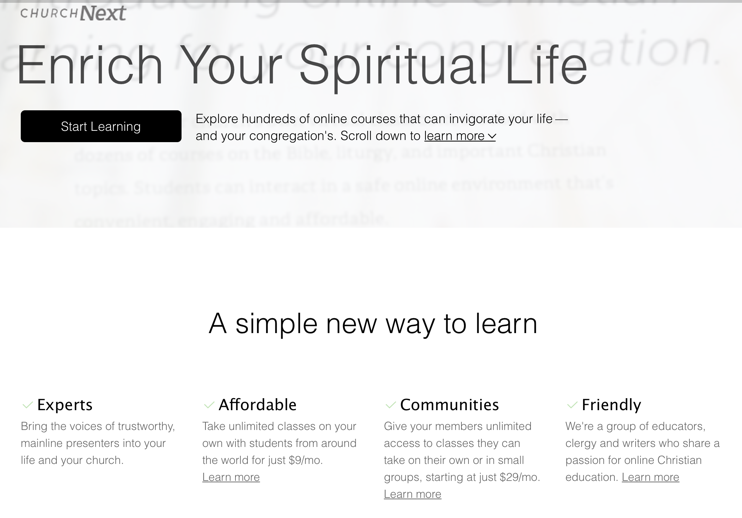 ducing Online Christian
CHURCHNext
arning for your congregation.
Enrich Your Spiritual Life
Start Learning
Explore hundreds of online courses that can invigorate your life —
and your congregation's. Scroll down to learn more
dozens of courses on the Bible, liturgy, and important Christian
topics. Students can interact in a safe online environment that's
convenient, engaging and affordable.
A simple new way to learn
Experts
Bring the voices of trustworthy,
mainline presenters into your
life and your church.
Affordable
Take unlimited classes on your
own with students from around
the world for just $9/mo.
Learn more
Communities
Give your members unlimited
access to classes they can
take on their own or in small
groups, starting at just $29/mo.
Learn more
Friendly
We're a group of educators,
clergy and writers who share a
passion for online Christian
education. Learn more